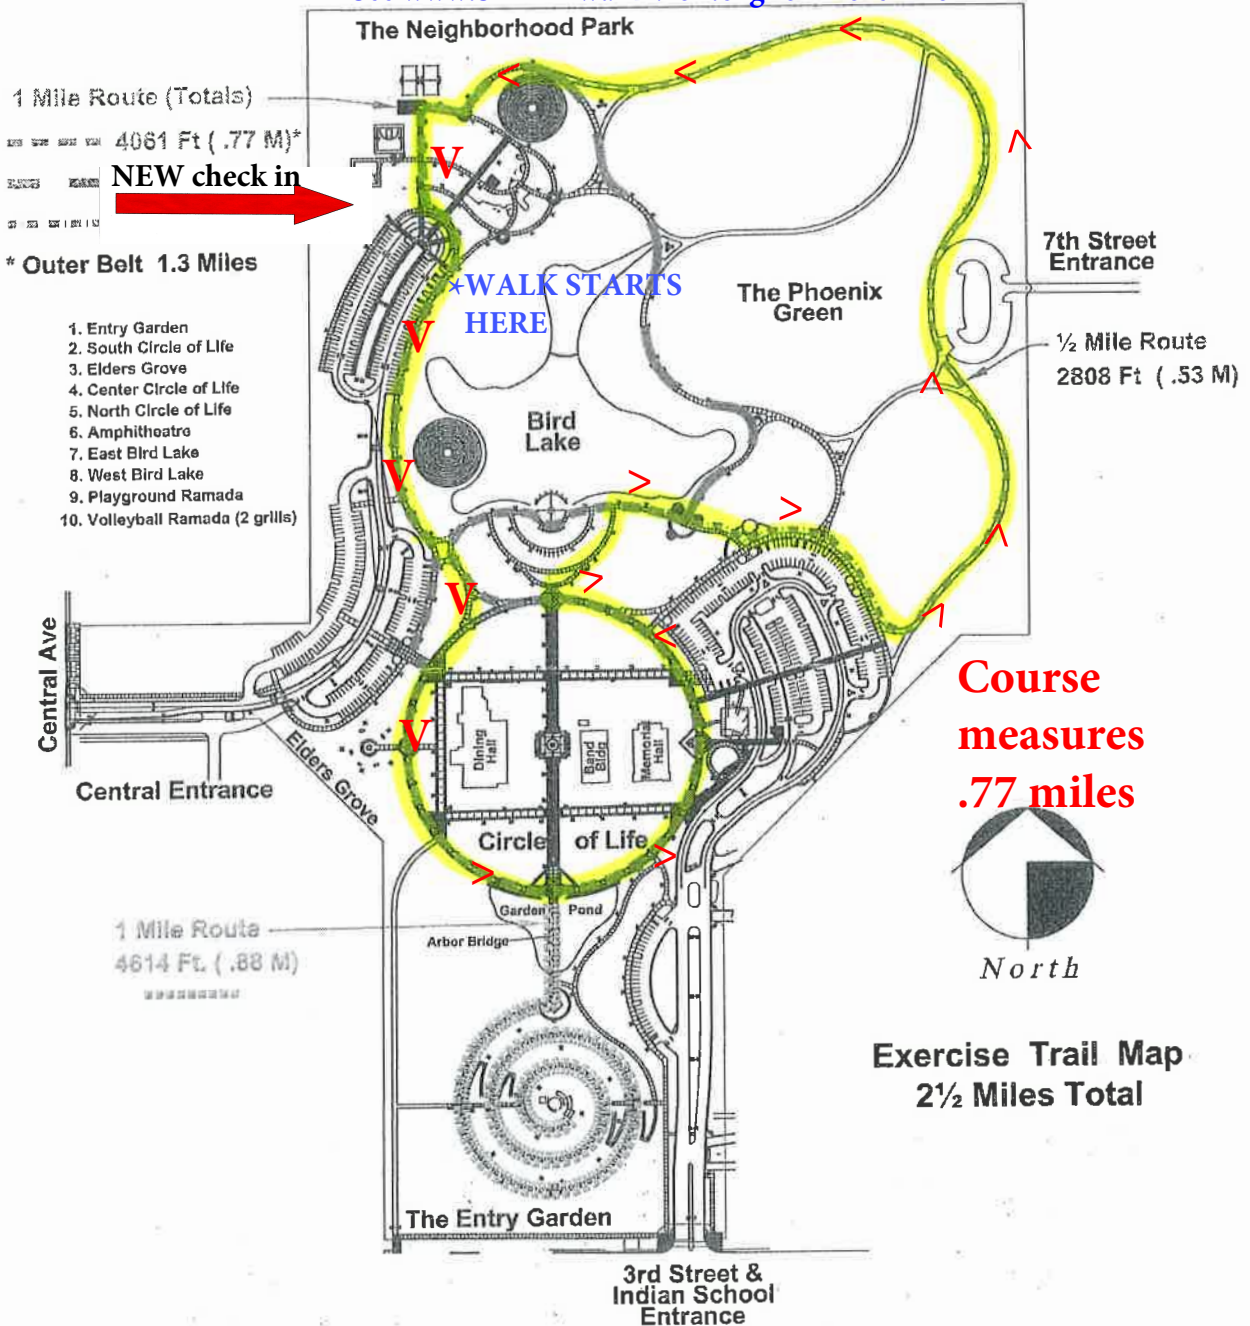 The Neighborhood Park
1 Mile Route (Totals)
4061 Ft ( .77 M)*
NEW check in
* Outer Belt 1.3 Miles
1. Entry Garden
2. South Circle of Life
3. Elders Grove
4. Center Circle of Life
5. North Circle of Life
6. Amphitheatre
7. East Bird Lake
8. West Bird Lake
9. Playground Ramada
10. Volleyball Ramada (2 grills)
*WALK STARTS
HERE
The Phoenix
Green
7th Street
Entrance
½ Mile Route
2808 Ft ( .53 M)
Bird
Lake
Central Ave
Central Entrance
Elders Grove
Dining
Hall
Band
Bldg
Memorial
Hall
Circle of Life
Course
measures
.77 miles
Garden Pond
Arbor Bridge
1 Mile Route
4614 Ft. ( .88 M)
North
Exercise Trail Map
2½ Miles Total
The Entry Garden
3rd Street &
Indian School
Entrance